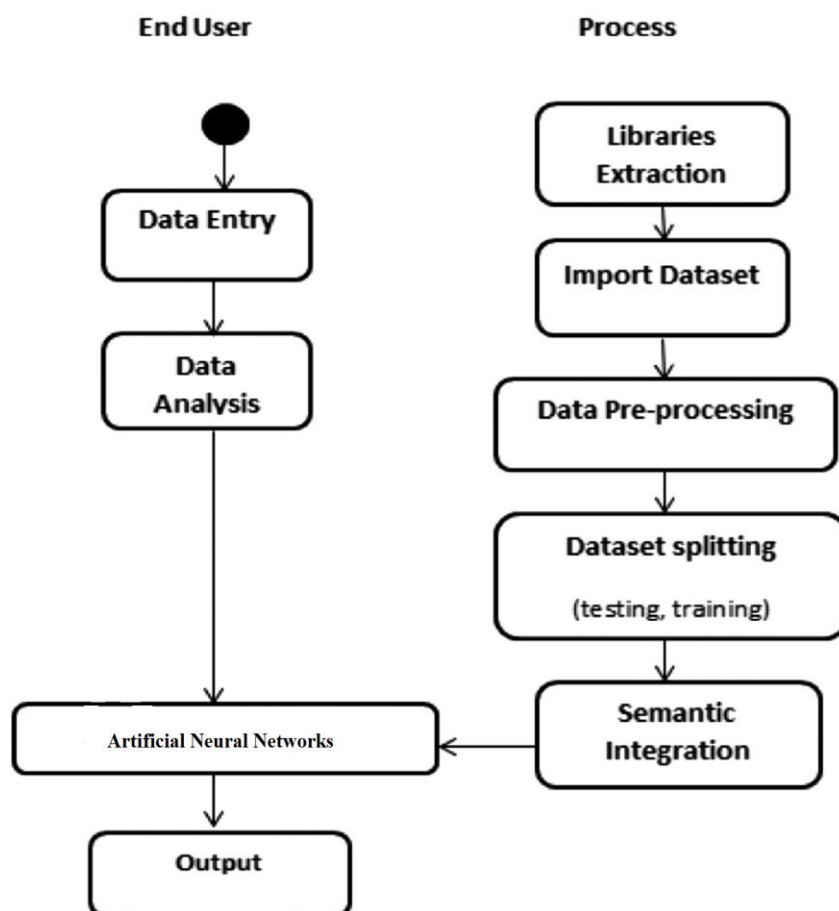 End User
Process
Data Entry
Data
Analysis
Libraries
Extraction
Import Dataset
Data Pre-processing
Dataset splitting
(testing, training)
Semantic
Integration
Artificial Neural Networks
Output